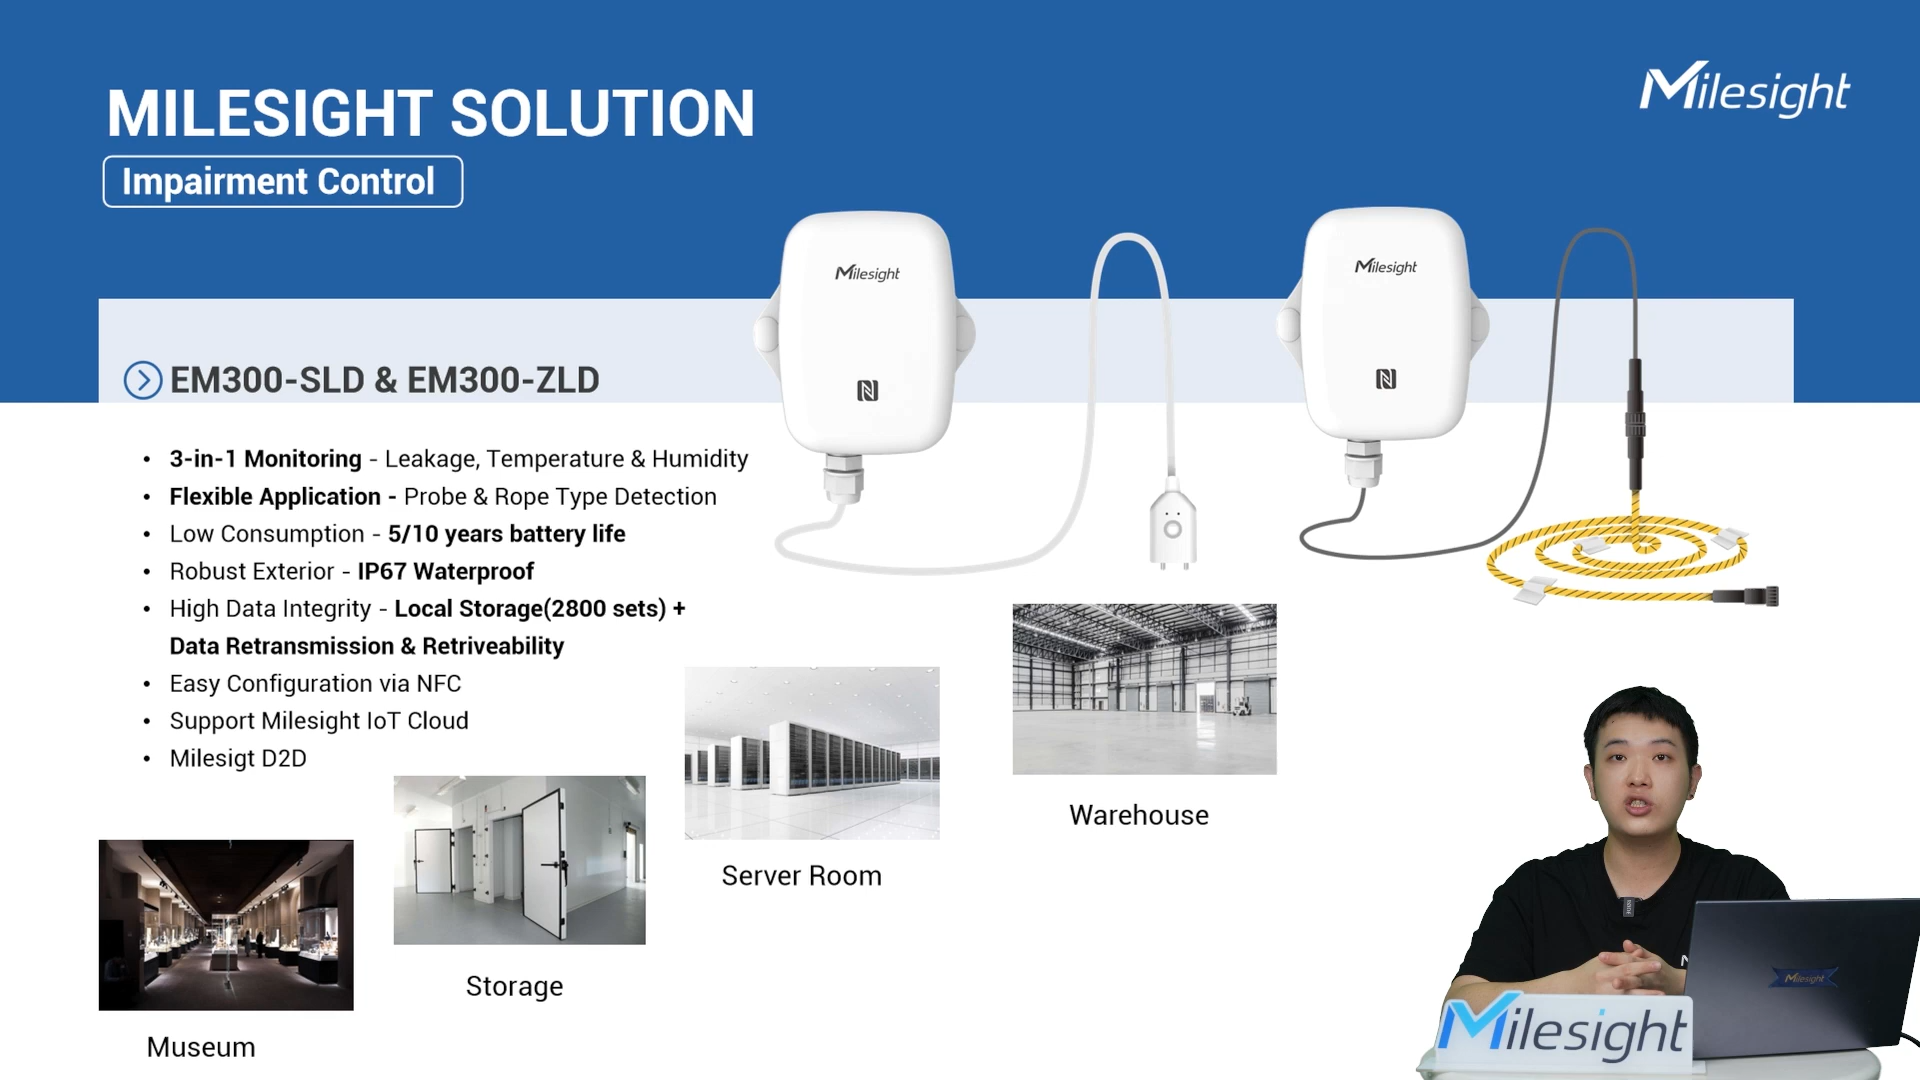 MILESIGHT SOLUTION
Milesight
Impairment Control
Milesight
Milesight
EM300-SLD & EM300-ZLD
• 3-in-1 Monitoring - Leakage, Temperature & Humidity
• Flexible Application - Probe & Rope Type Detection
• Low Consumption - 5/10 years battery life
• Robust Exterior - IP67 Waterproof
• High Data Integrity - Local Storage(2800 sets) +
Data Retransmission & Retriveability
• Easy Configuration via NFC
• Support Milesight IoT Cloud
• Milesigt D2D
Warehouse
Server Room
Storage
Museum
Milesight
Milesight